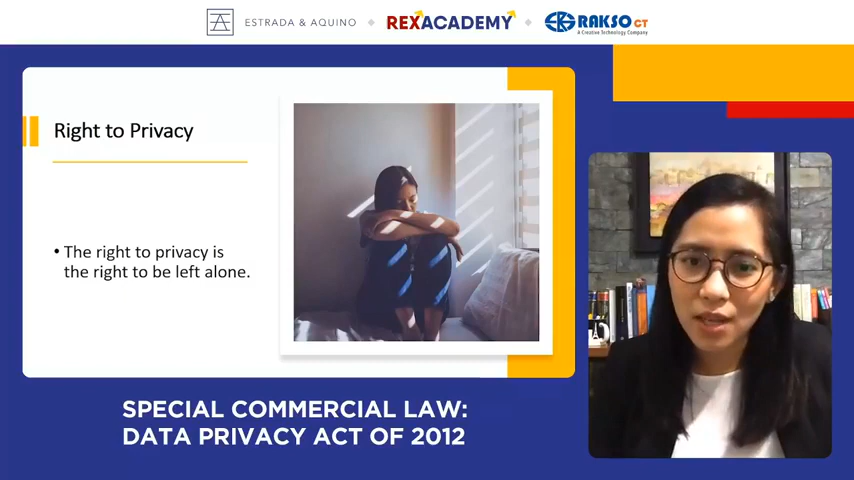 ESTRADA & AQUINO
REXACADEMY
RAKSO CT
A Creative Technology Company
Right to Privacy
• The right to privacy is
the right to be left alone.
SPECIAL COMMERCIAL LAW:
DATA PRIVACY ACT OF 2012